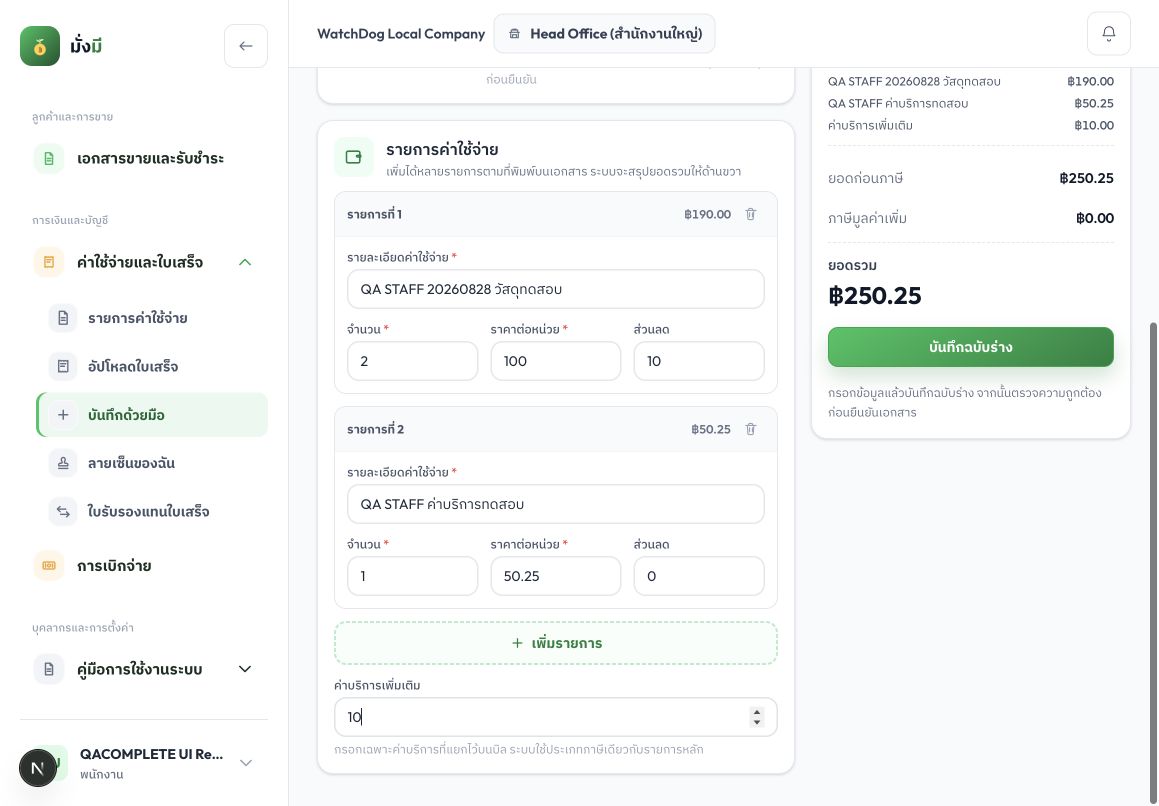 มั่งมี
ลูกค้าและการขาย
เอกสารขายและรับชำระ
การเงินและบัญชี
ค่าใช้จ่ายและใบเสร็จ
รายการค่าใช้จ่าย
อัปโหลดใบเสร็จ
บันทึกด้วยมือ
ลายเซ็นของฉัน
ใบรับรองแทนใบเสร็จ
การเบิกจ่าย
บุคลากรและการตั้งค่า
คู่มือการใช้งานระบบ
N
QACOMPLETE UI Re...
พนักงาน
WatchDog Local Company
Head Office (สำนักงานใหญ่)
ก่อนยืนยัน
รายการค่าใช้จ่าย
เพิ่มได้หลายรายการตามที่พิมพ์บนเอกสาร ระบบจะสรุปยอดรวมให้ด้านขวา
รายการที่ 1 ฿190.00
รายละเอียดค่าใช้จ่าย *
QA STAFF 20260828 วัสดุทดสอบ
จำนวน * ราคาต่อหน่วย * ส่วนลด
2 100 10
รายการที่ 2 ฿50.25
รายละเอียดค่าใช้จ่าย *
QA STAFF ค่าบริการทดสอบ
จำนวน * ราคาต่อหน่วย * ส่วนลด
1 50.25 0
+ เพิ่มรายการ
ค่าบริการเพิ่มเติม
10
กรอกเฉพาะค่าบริการที่แยกไว้บนบิล ระบบใช้ประเภทภาษีเดียวกับรายการหลัก
QA STAFF 20260828 วัสดุทดสอบ ฿190.00
QA STAFF ค่าบริการทดสอบ ฿50.25
ค่าบริการเพิ่มเติม ฿10.00
ยอดก่อนภาษี ฿250.25
ภาษีมูลค่าเพิ่ม ฿0.00
ยอดรวม
฿250.25
บันทึกฉบับร่าง
กรอกข้อมูลแล้วบันทึกฉบับร่าง จากนั้นตรวจความถูกต้อง
ก่อนยืนยันเอกสาร